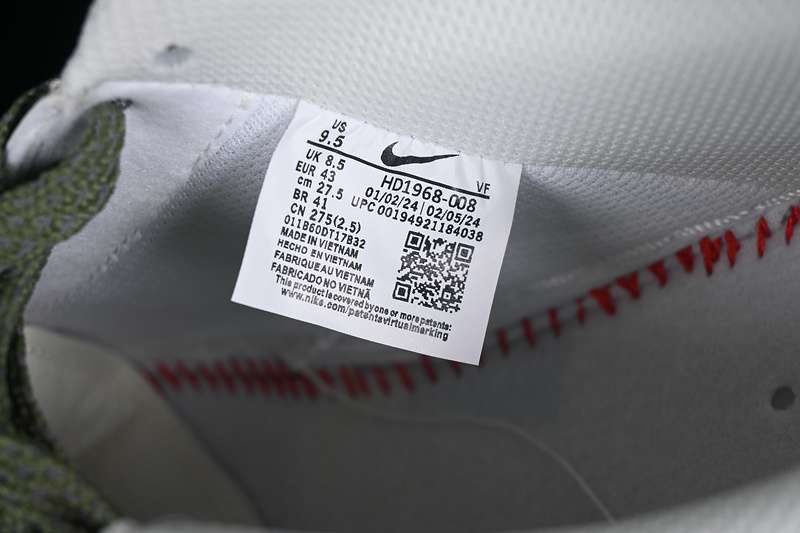 US
9.5
UK 8.5
EUR 43
cm 27.5
BR 41
CN 275(2.5)
011B60DT17B32
MADE IN VIETNAM
HECHO EN VIETNAM
FABRIQUE AU VIETNAM
FABRICADO NO VIETNÃ
This product is covered by one or more patents:
www.nike.com/patentsvirtualmarking
VF
HD1968-008
01/02/24 | 02/05/24
UPC 00194921184038